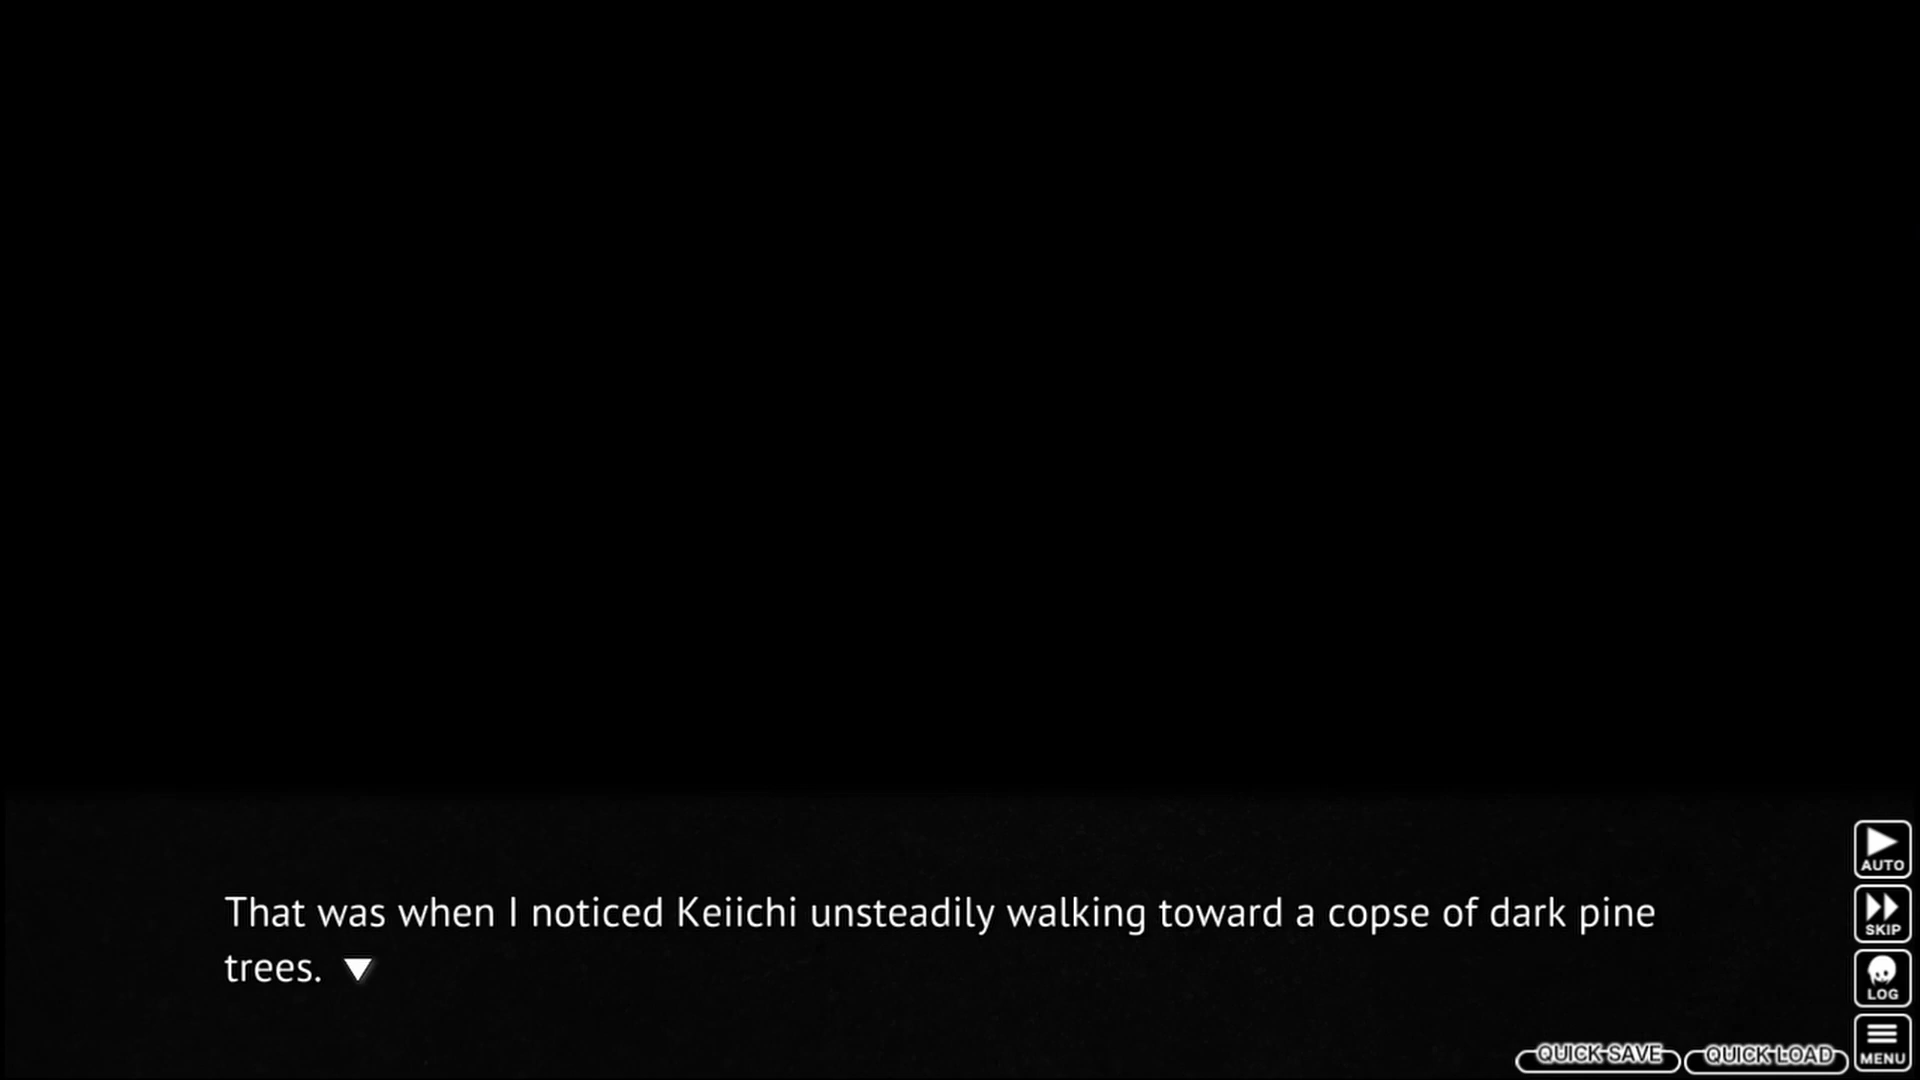 That was when I noticed Keiichi unsteadily walking toward a copse of dark pine
trees.
AUTO
SKIP
LOG
MENU
QUICK SAVE
QUICK LOAD